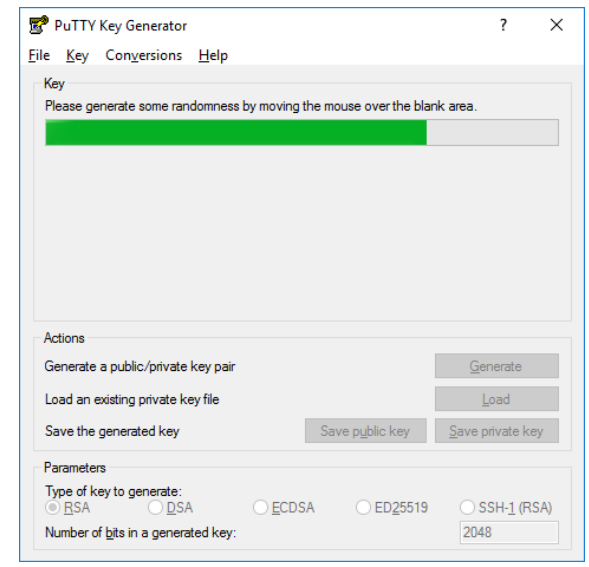 PuTTY Key Generator ?
File Key Conversions Help
Key
Please generate some randomness by moving the mouse over the blank area.
Actions
Generate a public/private key pair Generate
Load an existing private key file Load
Save the generated key Save public key Save private key
Parameters
Type of key to generate:
RSA DSA ECDSA ED25519 SSH-1 (RSA)
Number of bits in a generated key: 2048